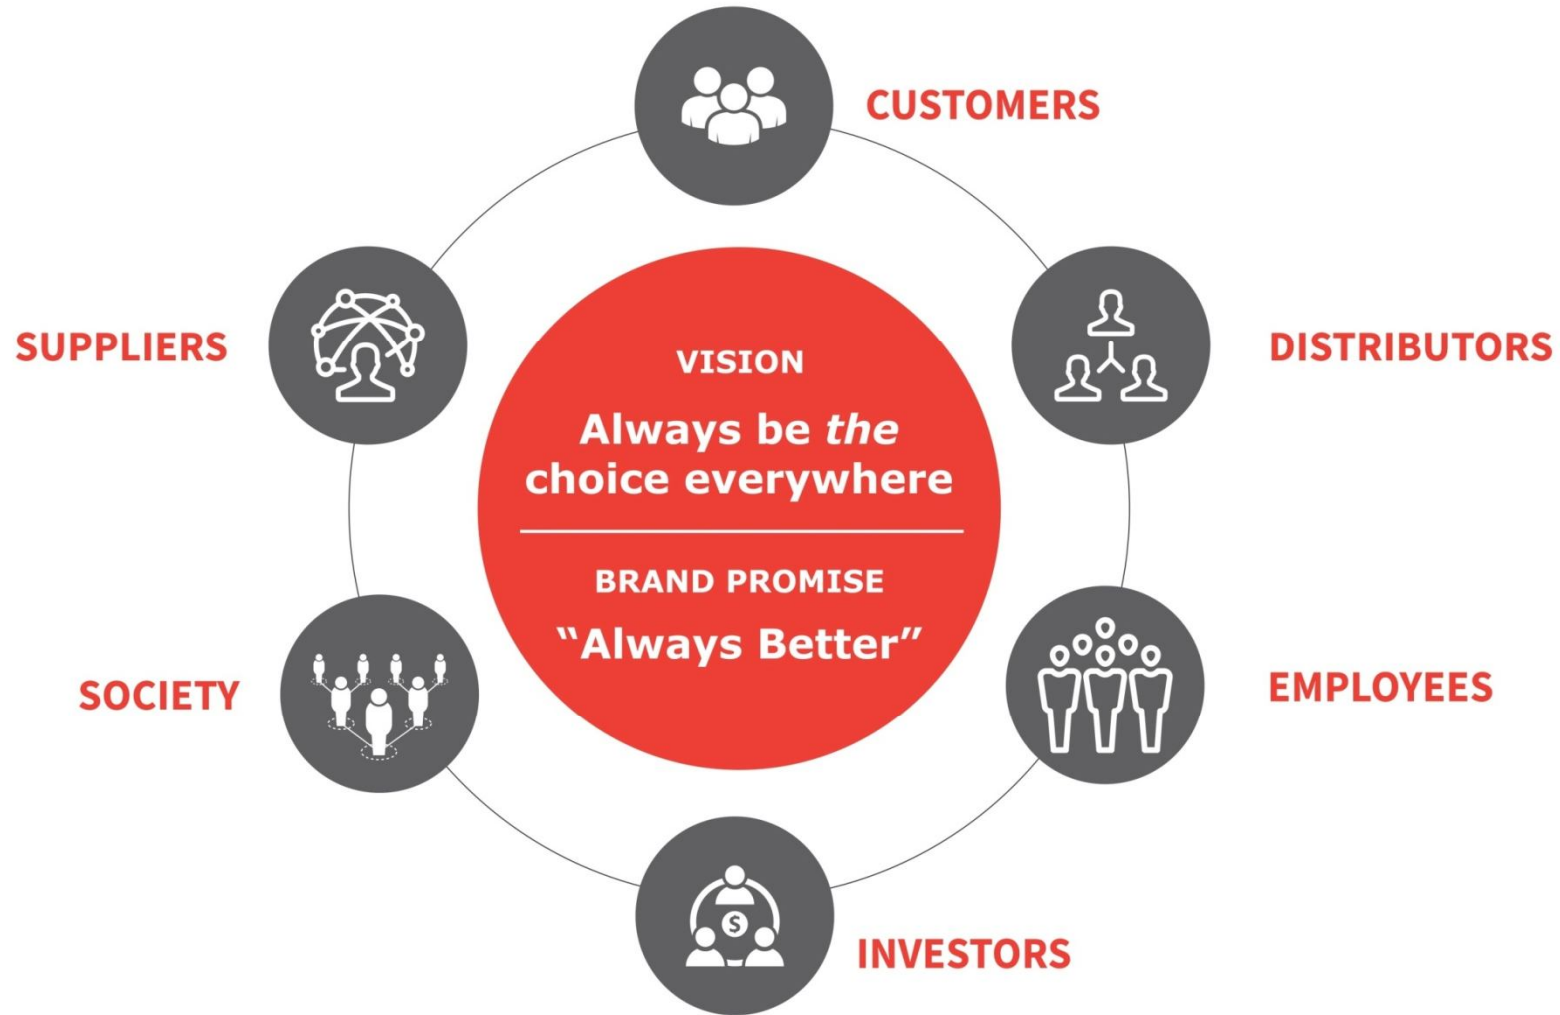 CUSTOMERS
SUPPLIERS
DISTRIBUTORS
VISION
Always be the
choice everywhere
BRAND PROMISE
“Always Better”
SOCIETY
EMPLOYEES
$
INVESTORS